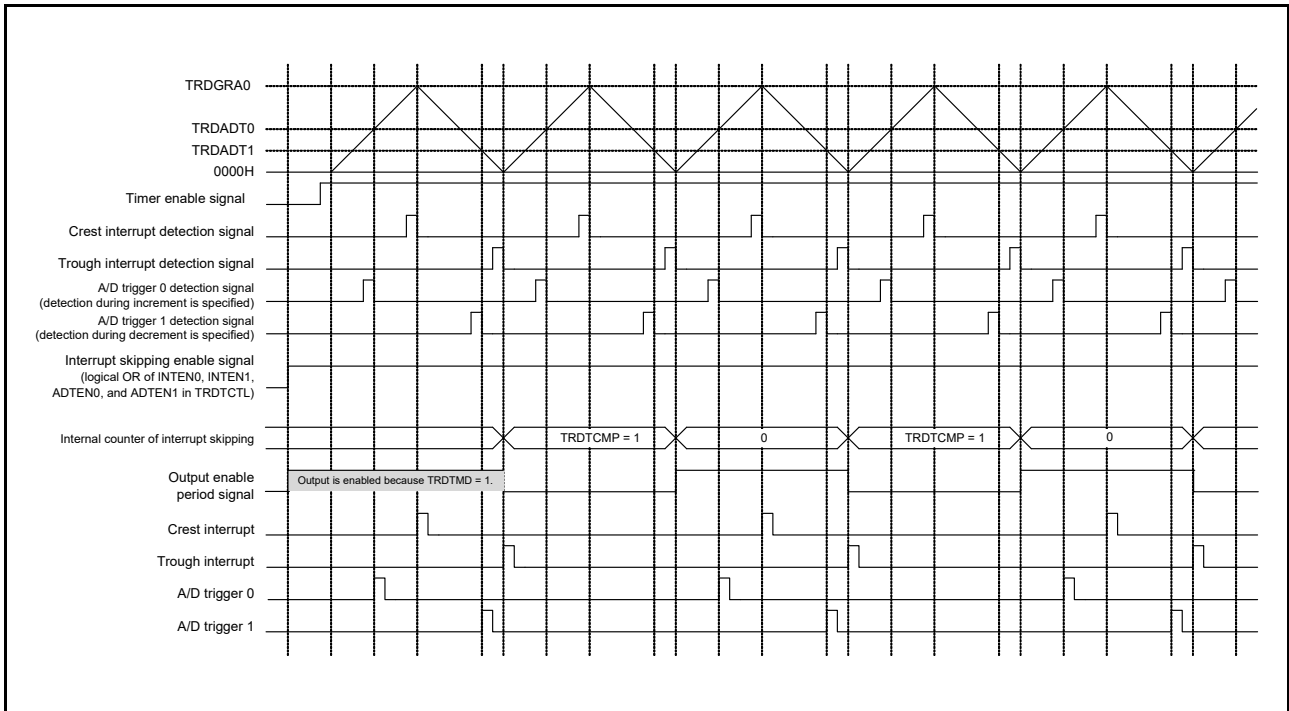 TRDGRA0
TRDADT0
TRDADT1
0000H
Timer enable signal
Crest interrupt detection signal
Trough interrupt detection signal
A/D trigger 0 detection signal
(detection during increment is specified)
A/D trigger 1 detection signal
(detection during decrement is specified)
Interrupt skipping enable signal
(logical OR of INTEN0, INTEN1,
ADTEN0, and ADTEN1 in TRDTCTL)
Internal counter of interrupt skipping
TRDTCMP = 1
0
TRDTCMP = 1
0
Output enable
period signal
Output is enabled because TRDTMD = 1.
Crest interrupt
Trough interrupt
A/D trigger 0
A/D trigger 1